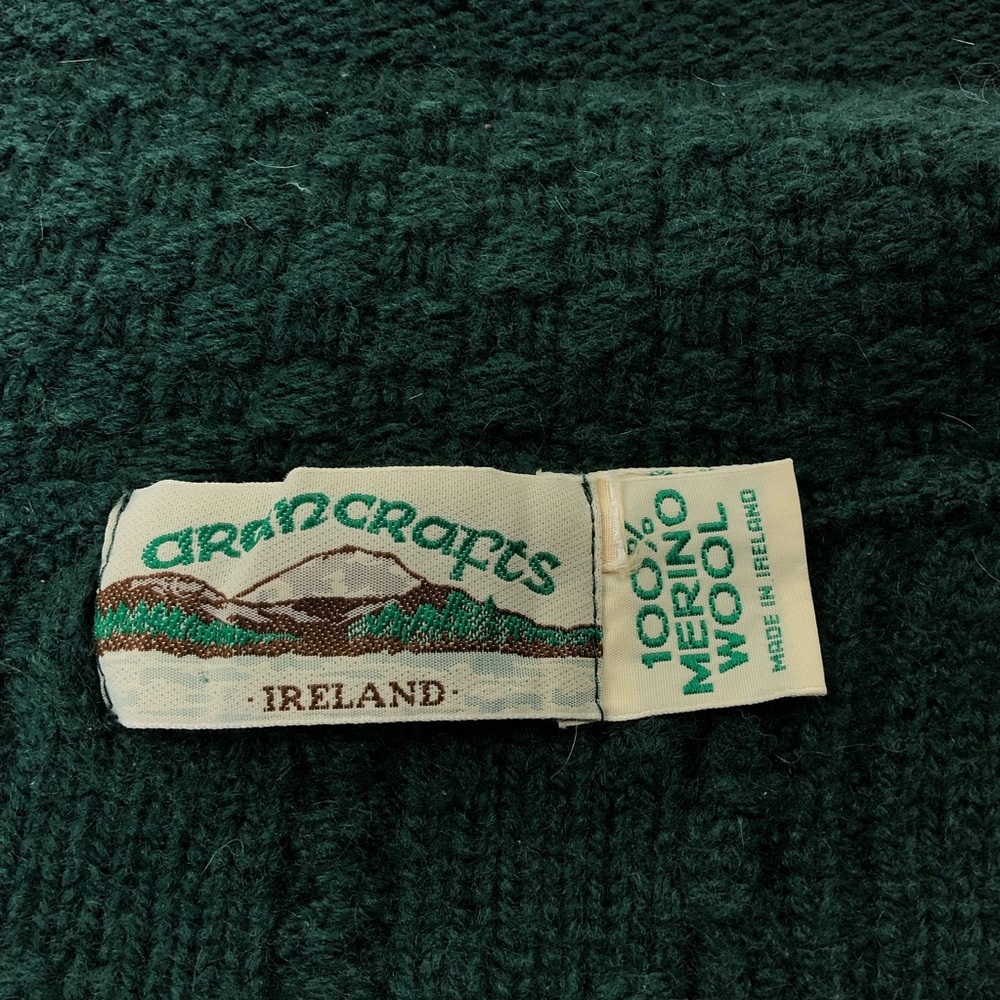 arancrafts
·IRELAND·
100%
MERINO
WOOL
MADE IN IRELAND